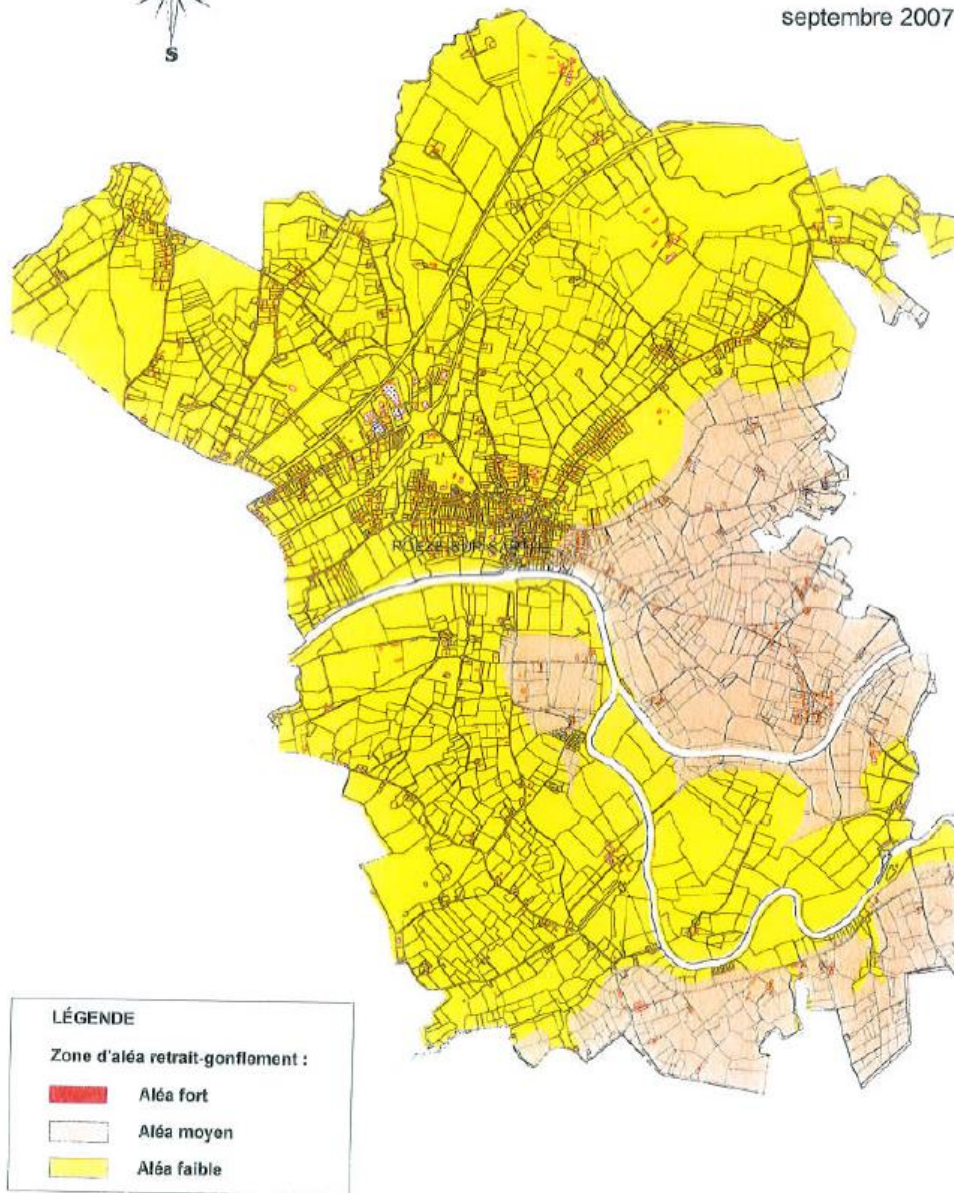 S
septembre 2007
LÉGENDE
Zone d'aléa retrait-gonflement :
Aléa fort
Aléa moyen
Aléa faible